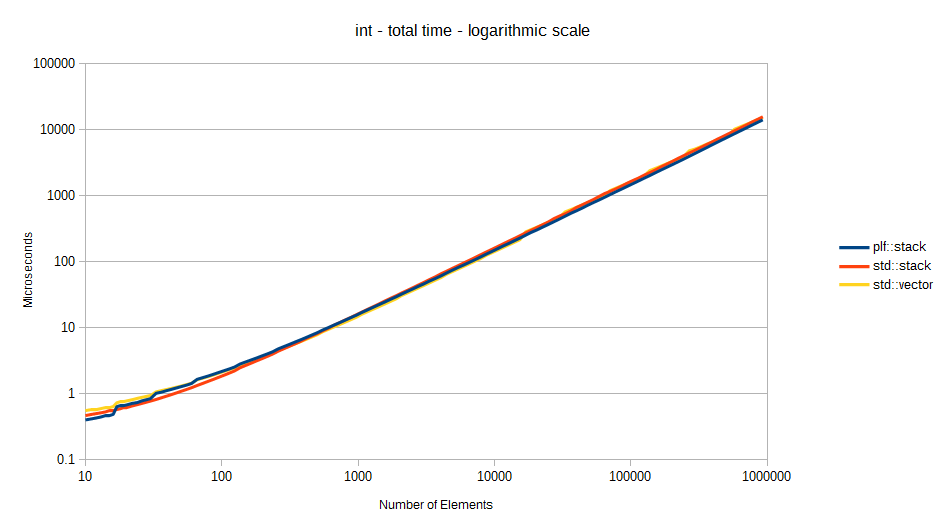 int - total time - logarithmic scale
100000
10000
1000
100
10
1
0.1
Microseconds
10
100
1000
10000
100000
1000000
Number of Elements
plf::stack
std::stack
std::vector